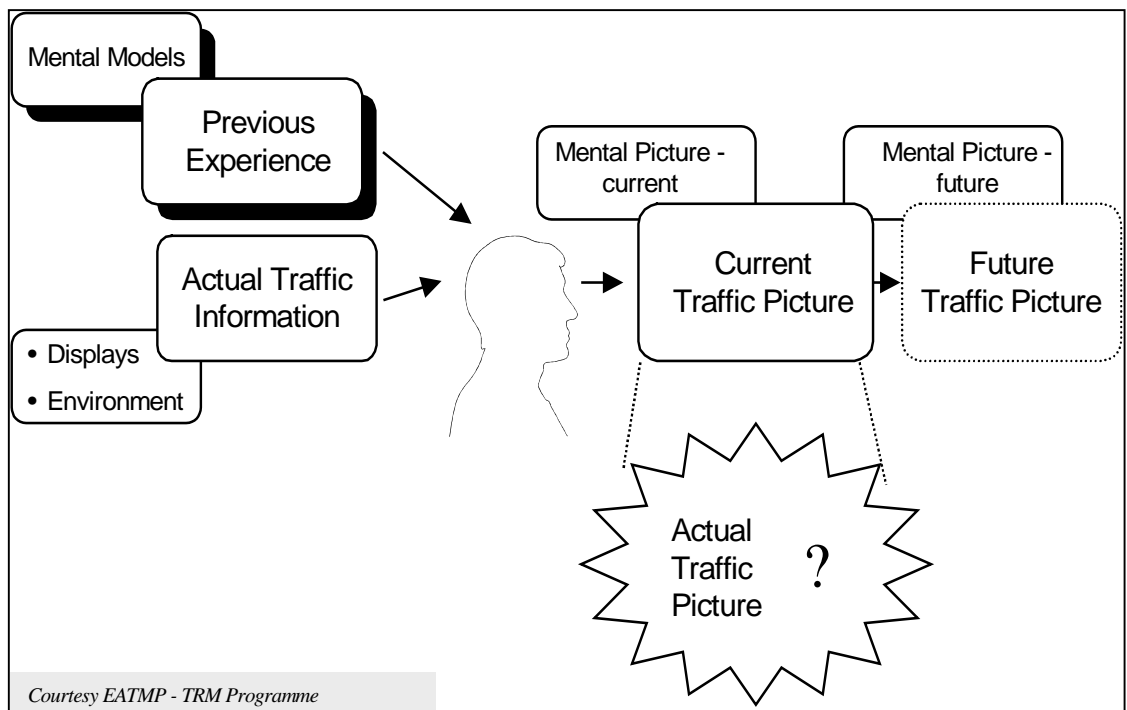 Mental Models
Previous
Experience
Actual Traffic
Information
• Displays
• Environment
Mental Picture -
current
Mental Picture -
future
Current
Traffic Picture
Future
Traffic Picture
Actual
Traffic
Picture
?
Courtesy EATMP - TRM Programme